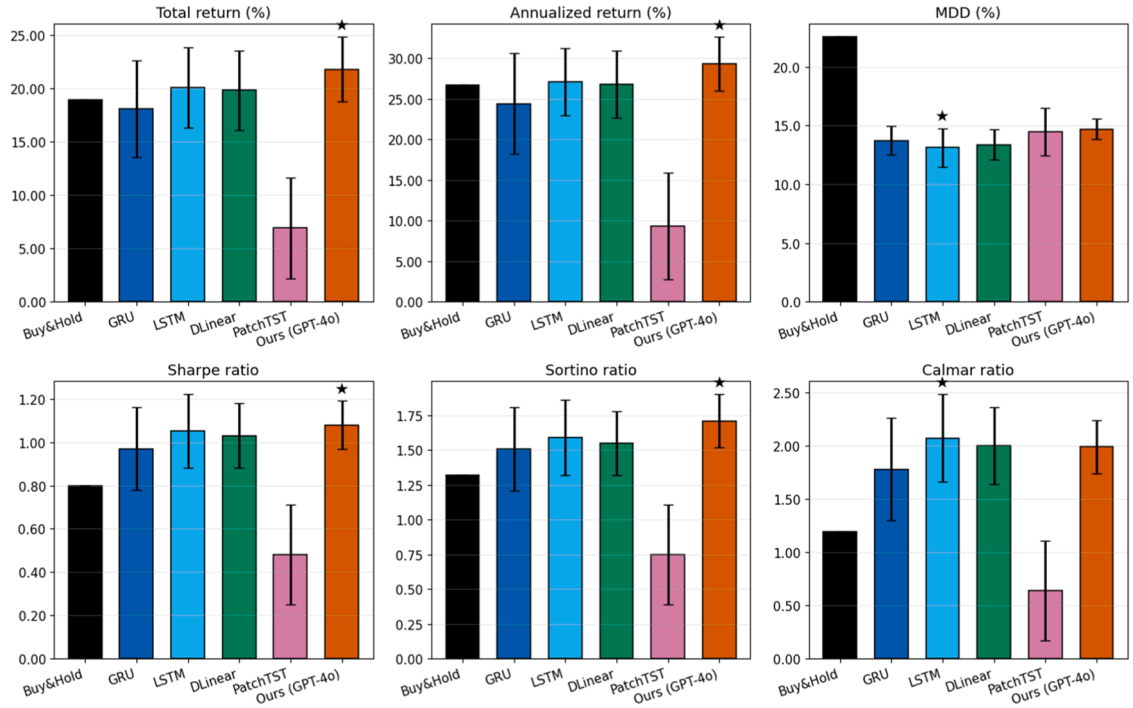 Total return (%)
★
25.00
20.00
15.00
10.00
5.00
0.00
Buy&Hold
GRU
LSTM
DLinear
PatchTST
Ours (GPT-4o)
Annualized return (%)
★
30.00
25.00
20.00
15.00
10.00
5.00
0.00
Buy&Hold
GRU
LSTM
DLinear
PatchTST
Ours (GPT-4o)
MDD (%)
★
20.0
15.0
10.0
5.0
0.0
Buy&Hold
GRU
LSTM
DLinear
PatchTST
Ours (GPT-4o)
Sharpe ratio
★
1.20
1.00
0.80
0.60
0.40
0.20
0.00
Buy&Hold
GRU
LSTM
DLinear
PatchTST
Ours (GPT-4o)
Sortino ratio
★
1.75
1.50
1.25
1.00
0.75
0.50
0.25
0.00
Buy&Hold
GRU
LSTM
DLinear
PatchTST
Ours (GPT-4o)
Calmar ratio
★
2.50
2.00
1.50
1.00
0.50
0.00
Buy&Hold
GRU
LSTM
DLinear
PatchTST
Ours (GPT-4o)